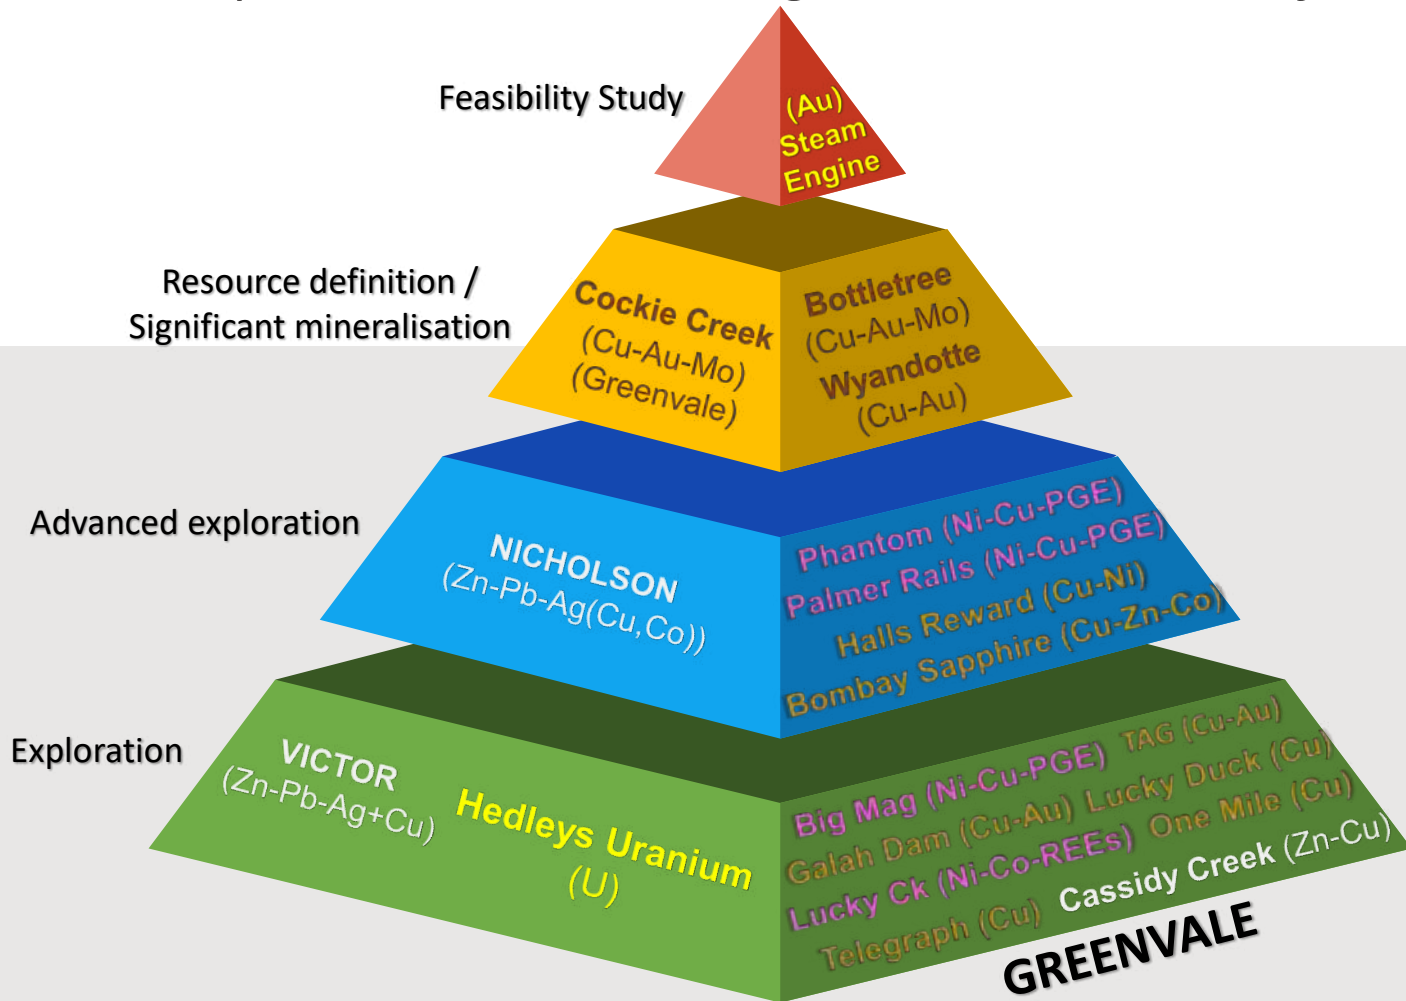 Feasibility Study
(Au)
Steam
Engine
Resource definition /
Significant mineralisation
Cockie Creek
(Cu-Au-Mo)
(Greenvale)
Bottletree
(Cu-Au-Mo)
Wyandotte
(Cu-Au)
Advanced exploration
NICHOLSON
(Zn-Pb-Ag(Cu,Co))
Phantom (Ni-Cu-PGE)
Palmer Rails (Ni-Cu-PGE)
Halls Reward (Cu-Ni)
Bombay Sapphire (Cu-Zn-Co)
Exploration
VICTOR
(Zn-Pb-Ag+Cu)
Hedleys Uranium
(U)
Big Mag (Ni-Cu-PGE) TAG (Cu-Au)
Galah Dam (Cu-Au) Lucky Duck (Cu)
Lucky Ck (Ni-Co-REEs) One Mile (Cu)
Telegraph (Cu) Cassidy Creek (Zn-Cu)
GREENVALE